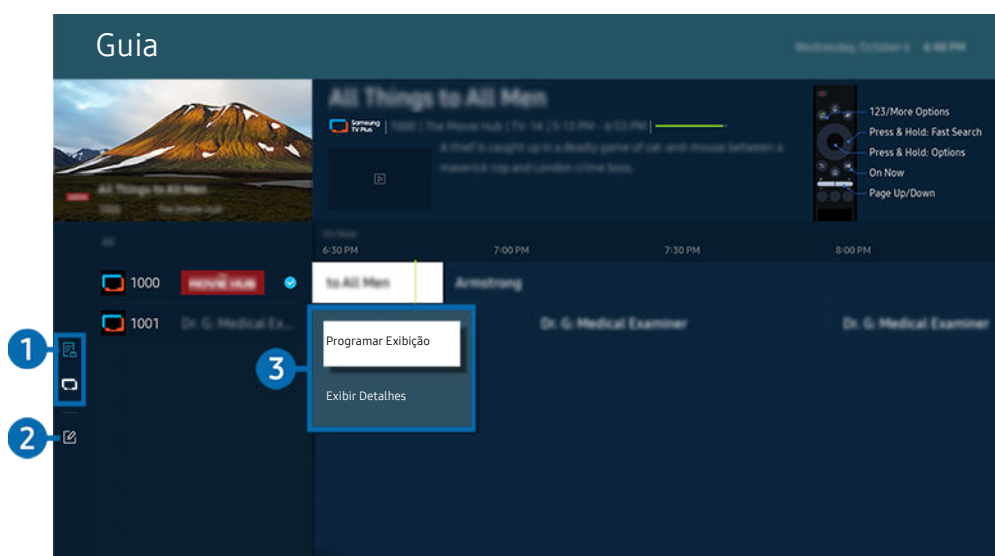 Guia
Wednesday, October 6 6:48 PM
All Things to All Men
Samsung
TV Plus
1000 | The Movie Hub | TV-14 | 5:13 PM - 6:53 PM
A thief is caught up in a deadly game of cat-and-mouse between a
maverick cop and London crime boss.
123/More Options
Press & Hold: Fast Search
Press & Hold: Options
On Now
Page Up/Down
All Things to All Men
1000 The Movie Hub
All
On Now
6:30 PM 7:00 PM 7:30 PM 8:00 PM
1000 MOVIE HUB to All Men Armstrong
1001 Dr. G: Medical Ex... Dr. G: Medical Examiner Dr. G: Medical Examiner
1
2
3
Programar Exibição
Exibir Detalhes